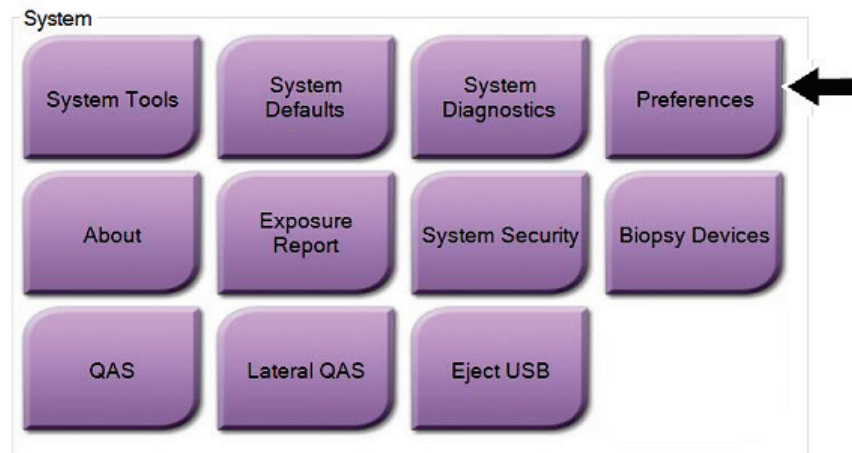 System
System Tools
System
Defaults
System
Diagnostics
Preferences
About
Exposure
Report
System Security
Biopsy Devices
QAS
Lateral QAS
Eject USB